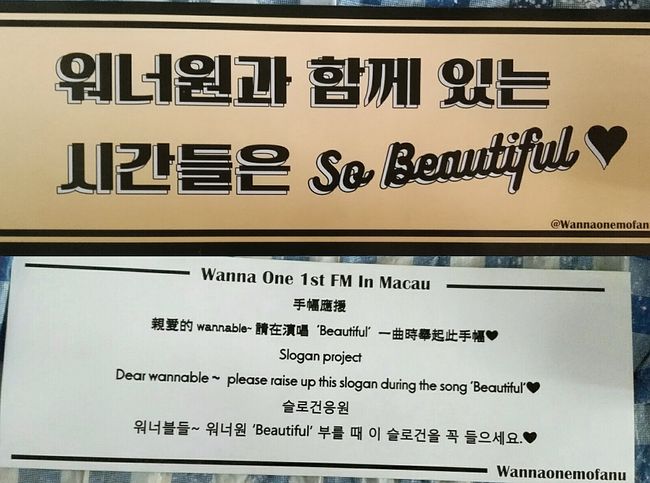 워너원과 함께 있는
시간들은 So Beautiful ♥
@Wannaonemofanu
Wanna One 1st FM In Macau
手幅應援
親愛的 wannable~ 請在演唱 ‘Beautiful’ 一曲時舉起此手幅♥
Slogan project
Dear wannable ~ please raise up this slogan during the song ‘Beautiful’♥
슬로건응원
워너블들~ 워너원 ‘Beautiful’ 부를 때 이 슬로건을 꼭 들으세요.♥
Wannaonemofanu